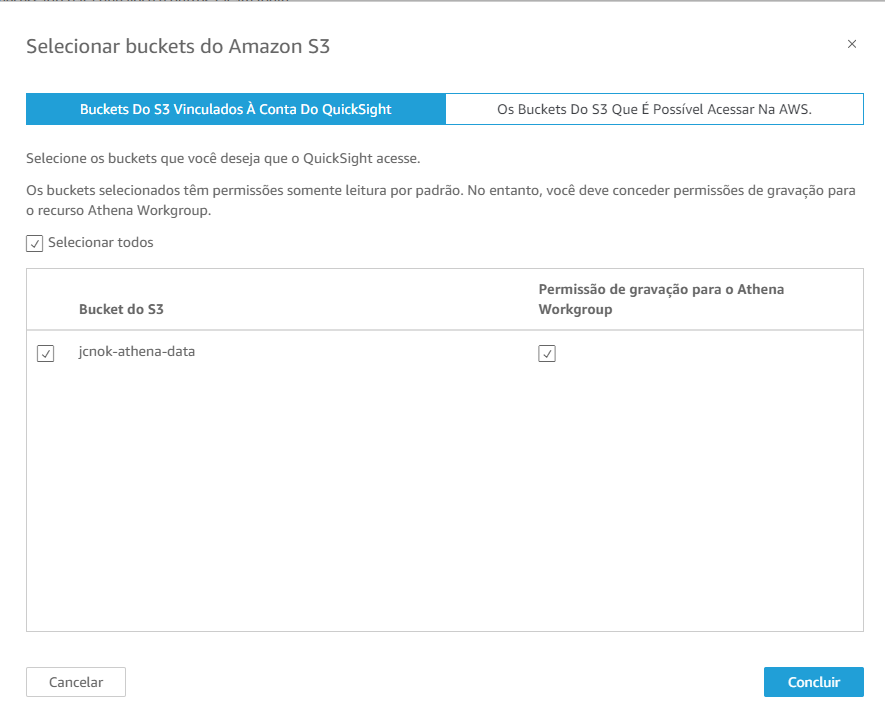 Selecionar buckets do Amazon S3
Buckets Do S3 Vinculados À Conta Do QuickSight
Os Buckets Do S3 Que É Possível Acessar Na AWS.
Selecione os buckets que você deseja que o QuickSight acesse.
Os buckets selecionados têm permissões somente leitura por padrão. No entanto, você deve conceder permissões de gravação para
o recurso Athena Workgroup.
Selecionar todos
Bucket do S3
Permissão de gravação para o Athena
Workgroup
jcnok-athena-data
Cancelar
Concluir